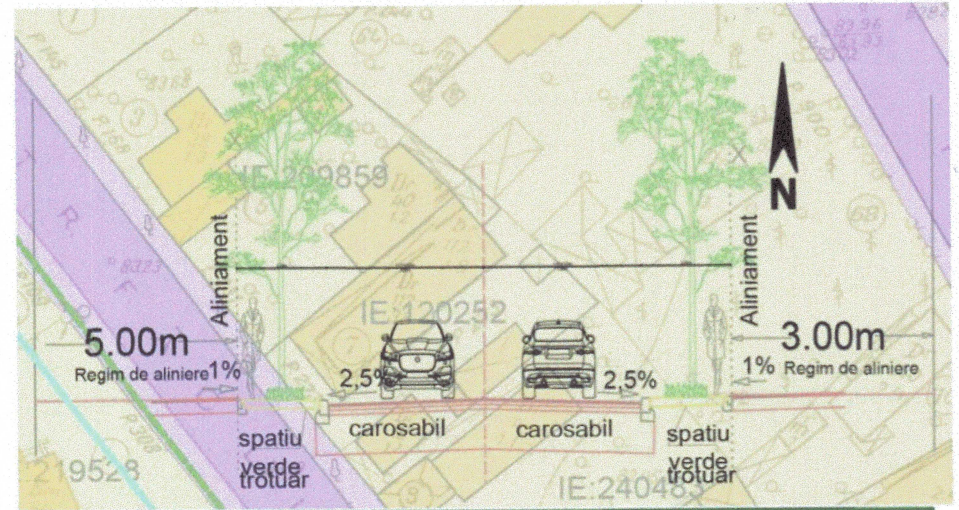 IE:209859
N
Aliniament
Aliniament
IE:120252
5.00m
Regim de aliniere
1%
2,5%
2,5%
3.00m
1% Regim de aliniere
carosabil
carosabil
spatiu
verde
trotuar
spatiu
verde
trotuar
219528
IE:240483